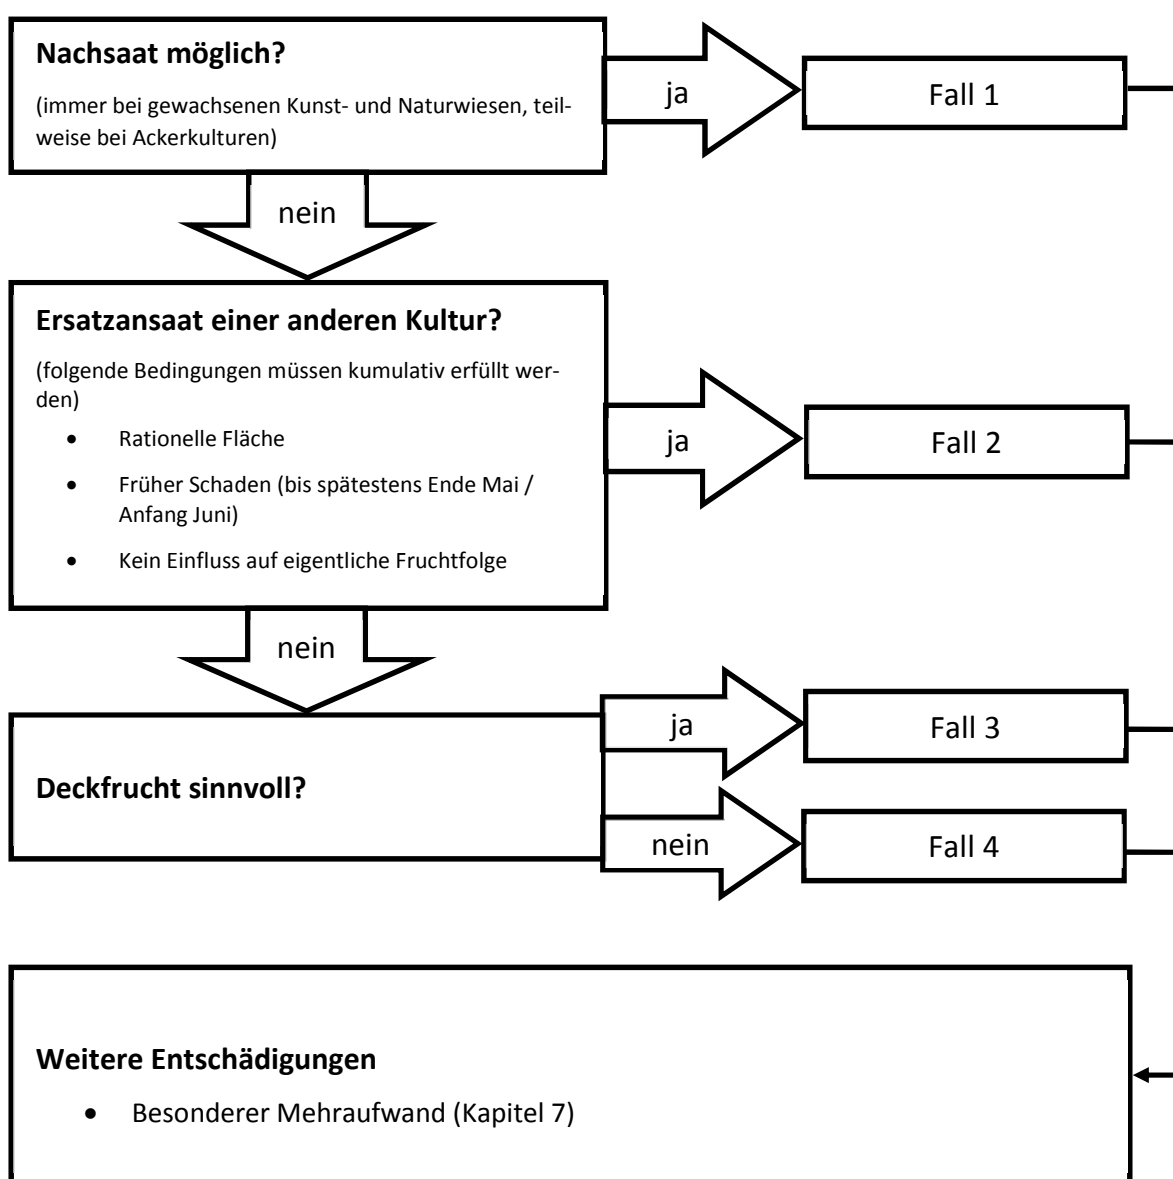 Nachsaat möglich?
(immer bei gewachsenen Kunst- und Naturwiesen, teil-
weise bei Ackerkulturen)
ja
Fall 1
nein
Ersatzansaat einer anderen Kultur?
(folgende Bedingungen müssen kumulativ erfüllt wer-
den)
• Rationelle Fläche
• Früher Schaden (bis spätestens Ende Mai /
Anfang Juni)
• Kein Einfluss auf eigentliche Fruchtfolge
ja
Fall 2
nein
Deckfrucht sinnvoll?
ja
Fall 3
nein
Fall 4
Weitere Entschädigungen
• Besonderer Mehraufwand (Kapitel 7)